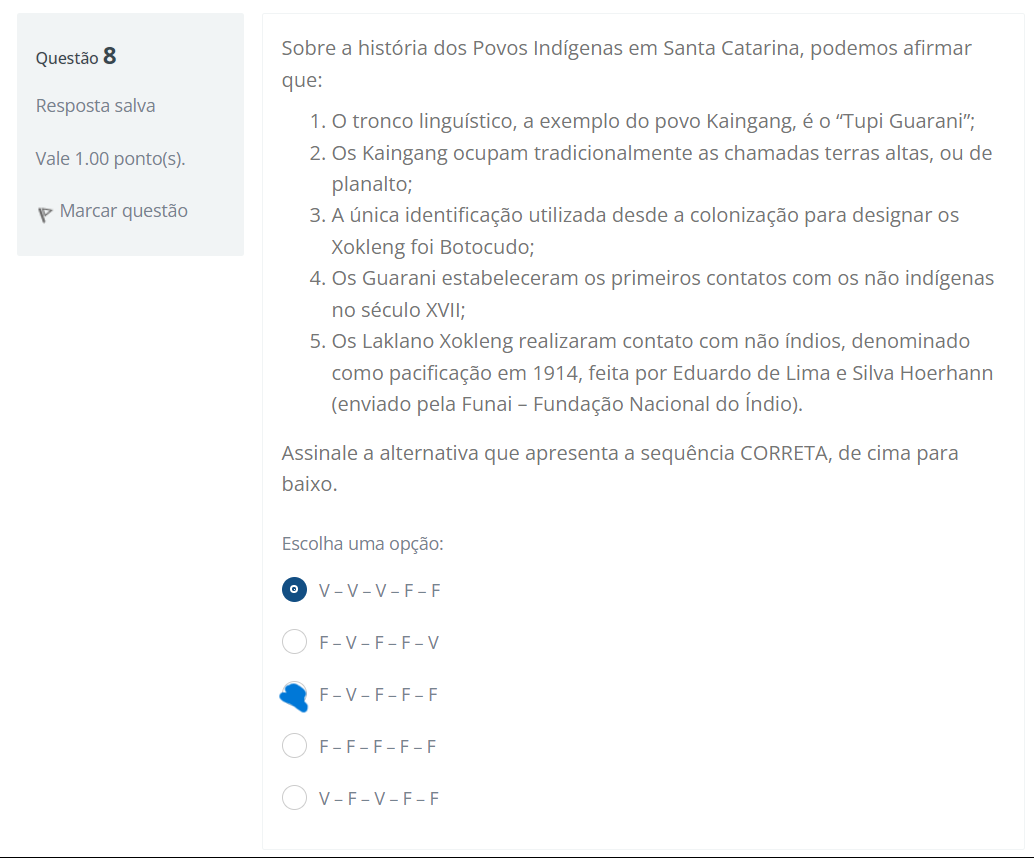 Questão 8
Resposta salva
Vale 1.00 ponto(s).
Marcar questão
Sobre a história dos Povos Indígenas em Santa Catarina, podemos afirmar
que:
1. O tronco linguístico, a exemplo do povo Kaingang, é o “Tupi Guarani”;
2. Os Kaingang ocupam tradicionalmente as chamadas terras altas, ou de
planalto;
3. A única identificação utilizada desde a colonização para designar os
Xokleng foi Botocudo;
4. Os Guarani estabeleceram os primeiros contatos com os não indígenas
no século XVII;
5. Os Laklano Xokleng realizaram contato com não índios, denominado
como pacificação em 1914, feita por Eduardo de Lima e Silva Hoerhann
(enviado pela Funai – Fundação Nacional do Índio).
Assinale a alternativa que apresenta a sequência CORRETA, de cima para
baixo.
Escolha uma opção:
V – V – V – F – F
F – V – F – F – V
F – V – F – F – F
F – F – F – F – F
V – F – V – F – F